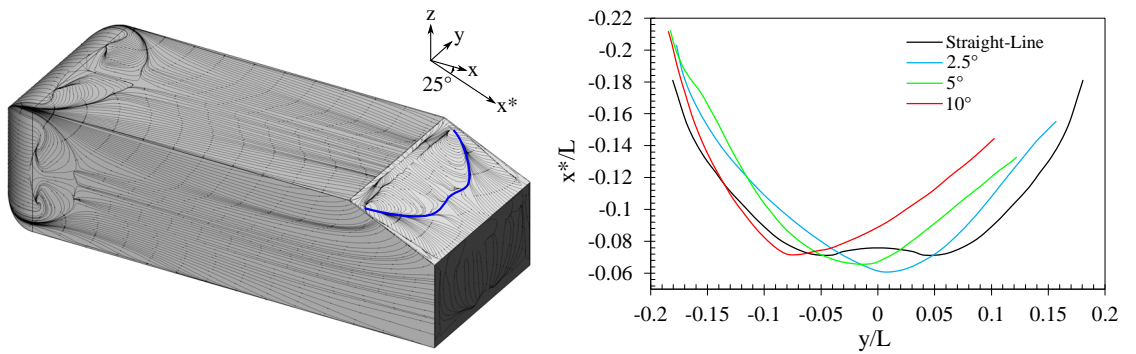 z
y
x
25°
x*
-0.22
-0.2
-0.18
-0.16
-0.14
-0.12
-0.1
-0.08
-0.06
x*/L
Straight-Line
2.5°
5°
10°
-0.2 -0.15 -0.1 -0.05 0 0.05 0.1 0.15 0.2
y/L